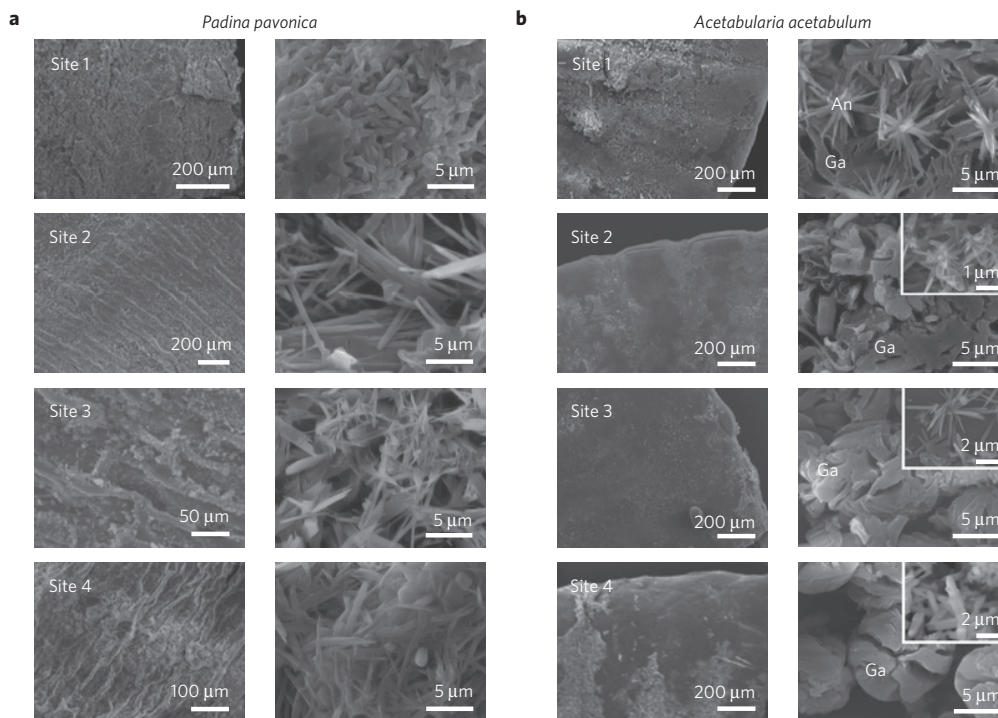 a
Padina pavonica
b
Acetabularia acetabulum
Site 1
200 µm
5 µm
Site 1
200 µm
An
Ga
5 µm
Site 2
200 µm
5 µm
Site 2
200 µm
1 µm
Ga
5 µm
Site 3
50 µm
5 µm
Site 3
200 µm
2 µm
Ga
5 µm
Site 4
100 µm
5 µm
Site 4
200 µm
2 µm
Ga
5 µm